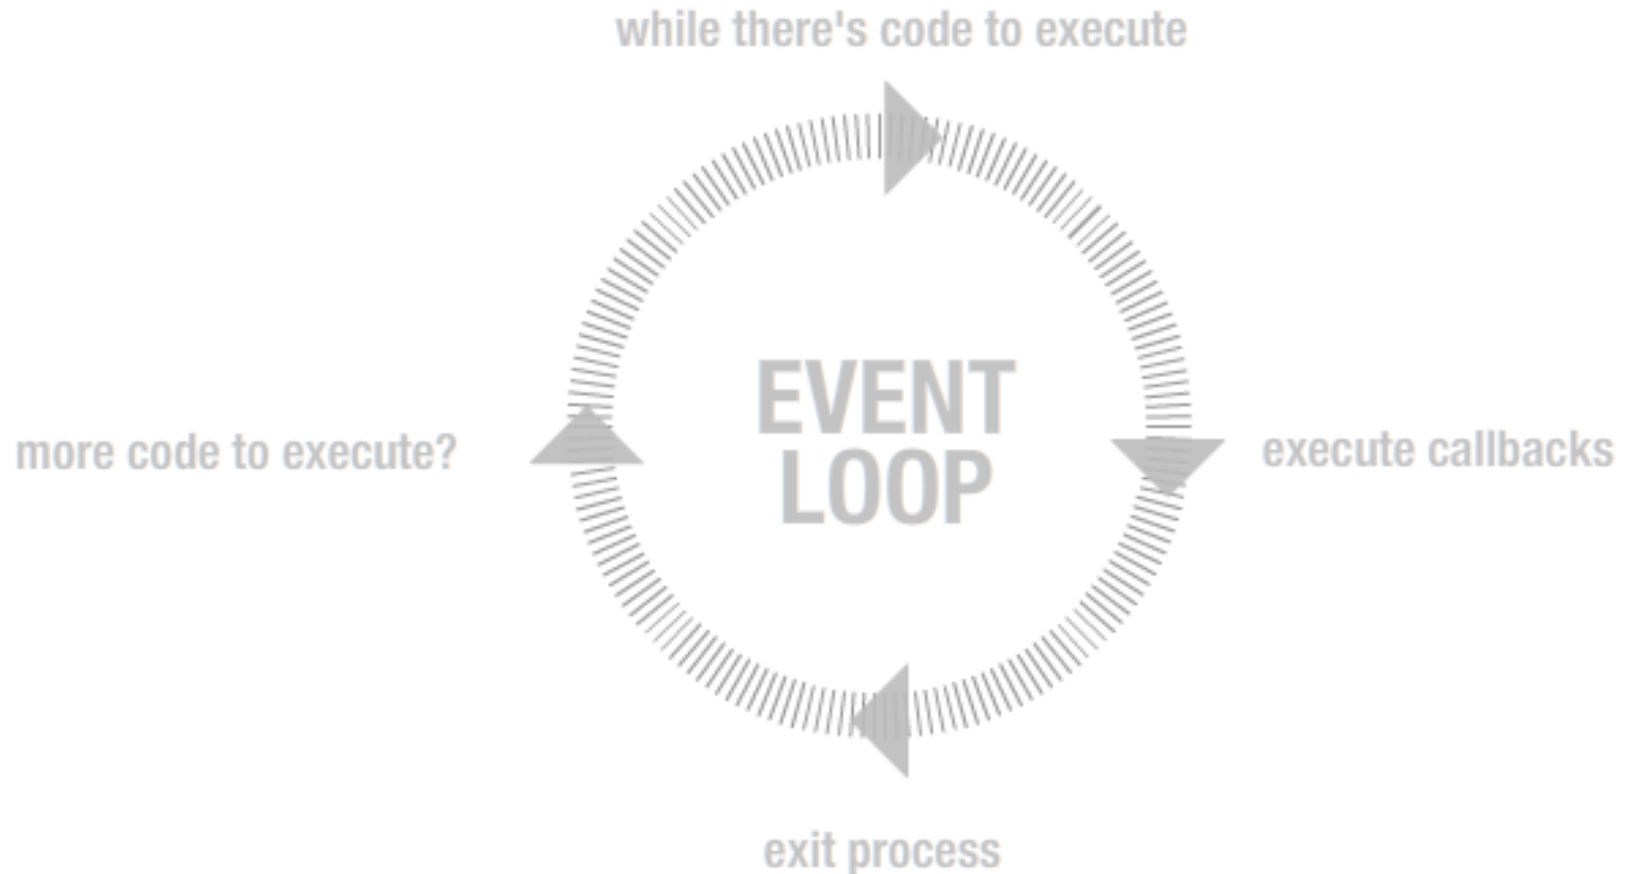 while there's code to execute
EVENT
LOOP
more code to execute?
execute callbacks
exit process